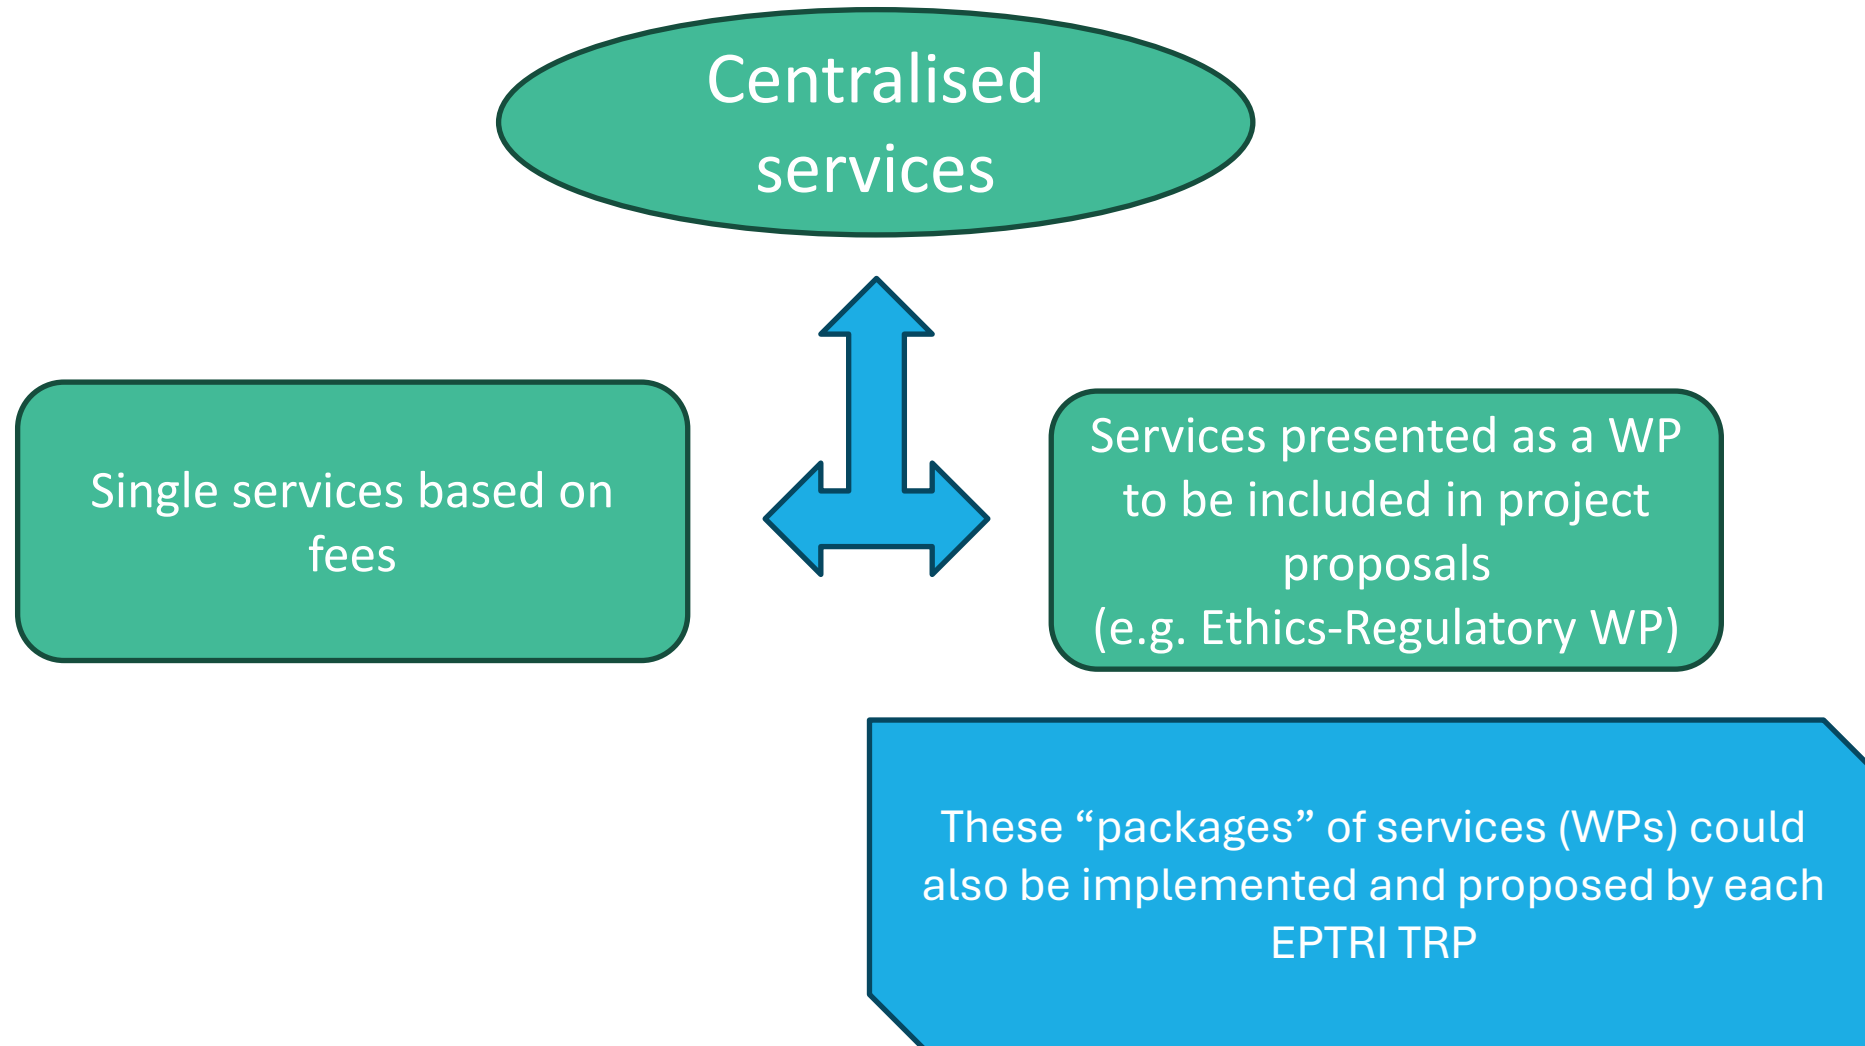 Centralised
services
Single services based on
fees
Services presented as a WP
to be included in project
proposals
(e.g. Ethics-Regulatory WP)
These “packages” of services (WPs) could
also be implemented and proposed by each
EPTRI TRP